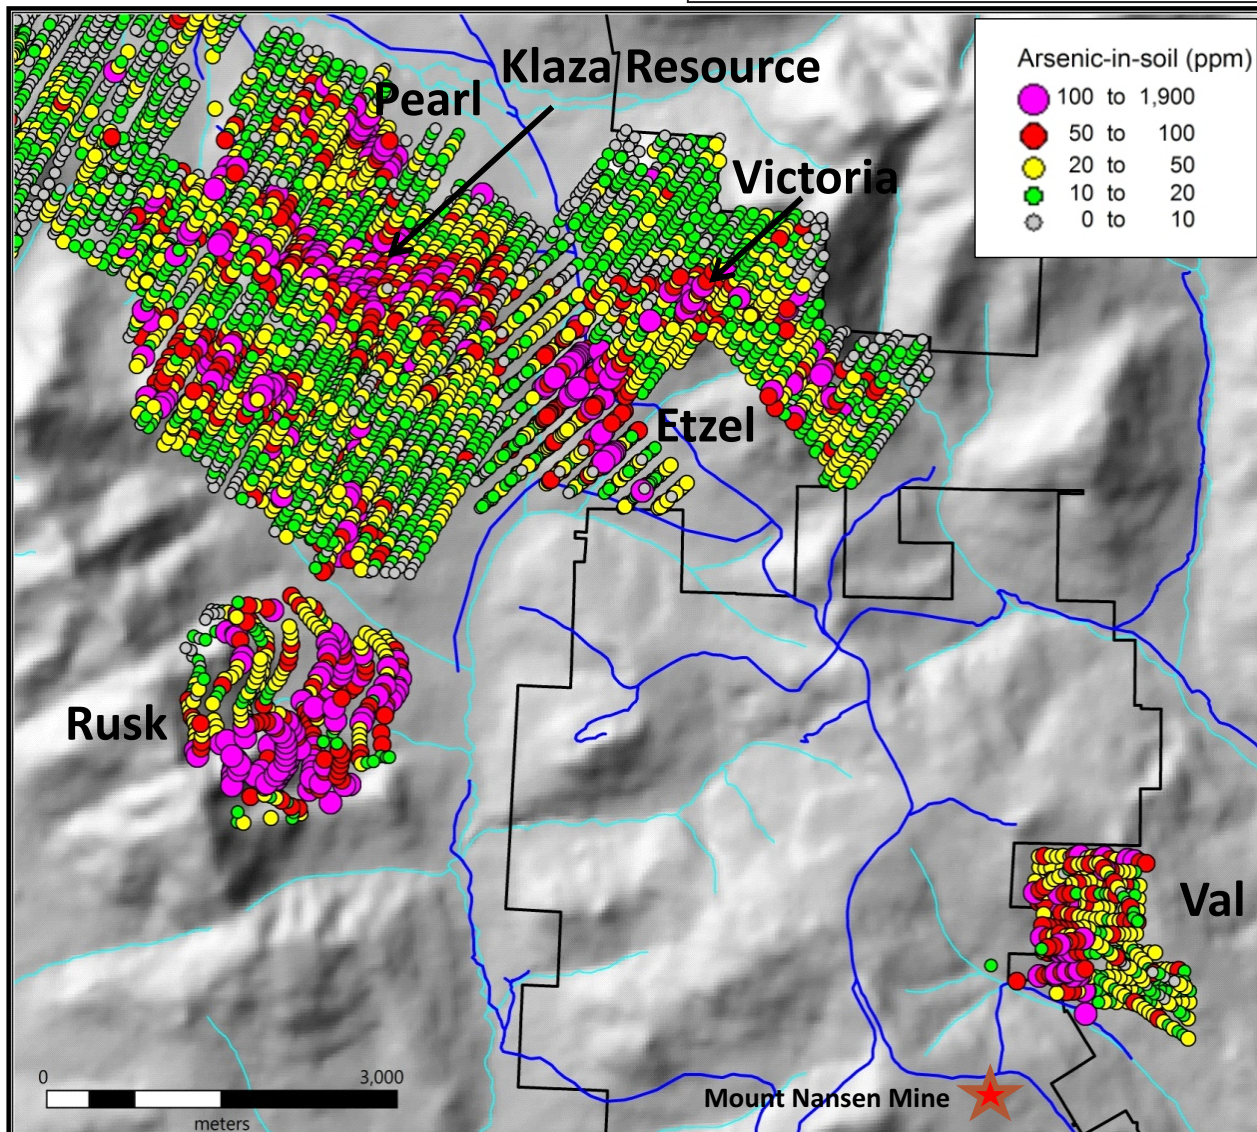 Arsenic-in-soil (ppm)
100 to 1,900
50 to 100
20 to 50
10 to 20
0 to 10
Klaza Resource
Pearl
Victoria
Etzel
Rusk
Val
0 3,000
meters
Mount Nansen Mine